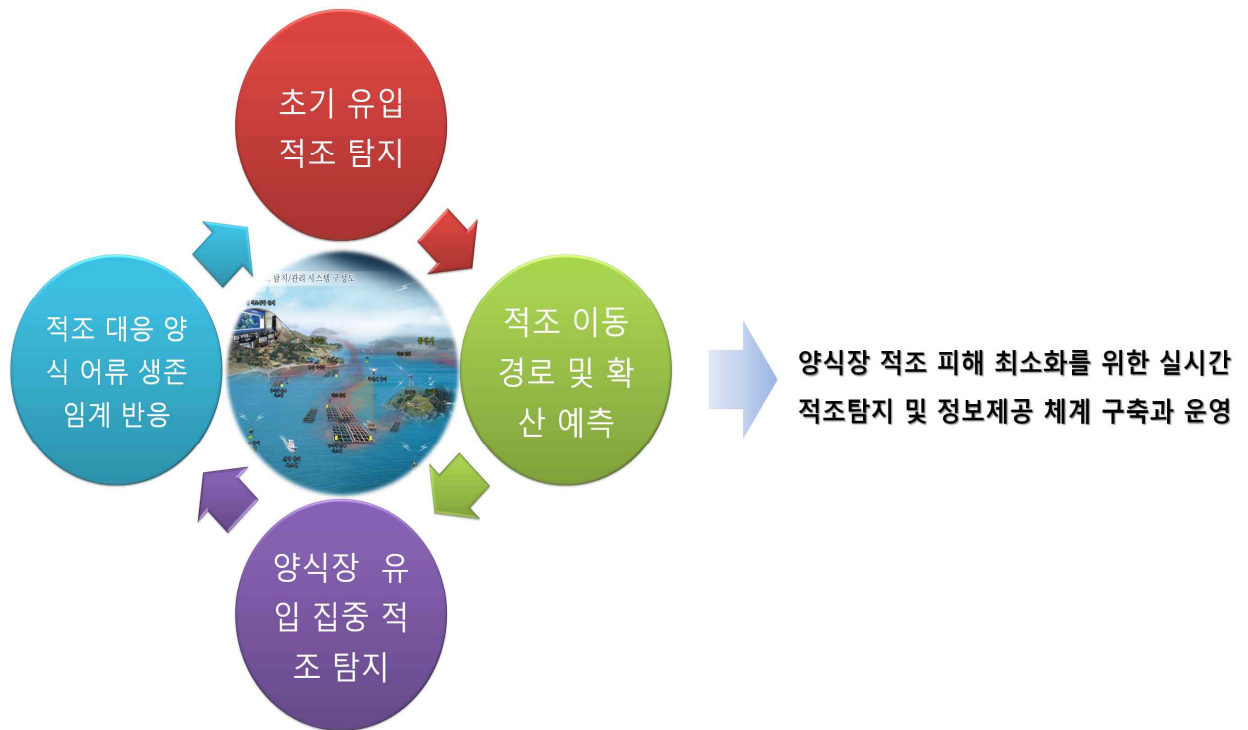 초기 유입
적조 탐지
탐지/관리 시스템 구성도
적조 대응 양
식 어류 생존
임계 반응
적조 이동
경로 및 확
산 예측
양식장 적조 피해 최소화를 위한 실시간
적조탐지 및 정보제공 체계 구축과 운영
양식장 유
입 집중 적
조 탐지